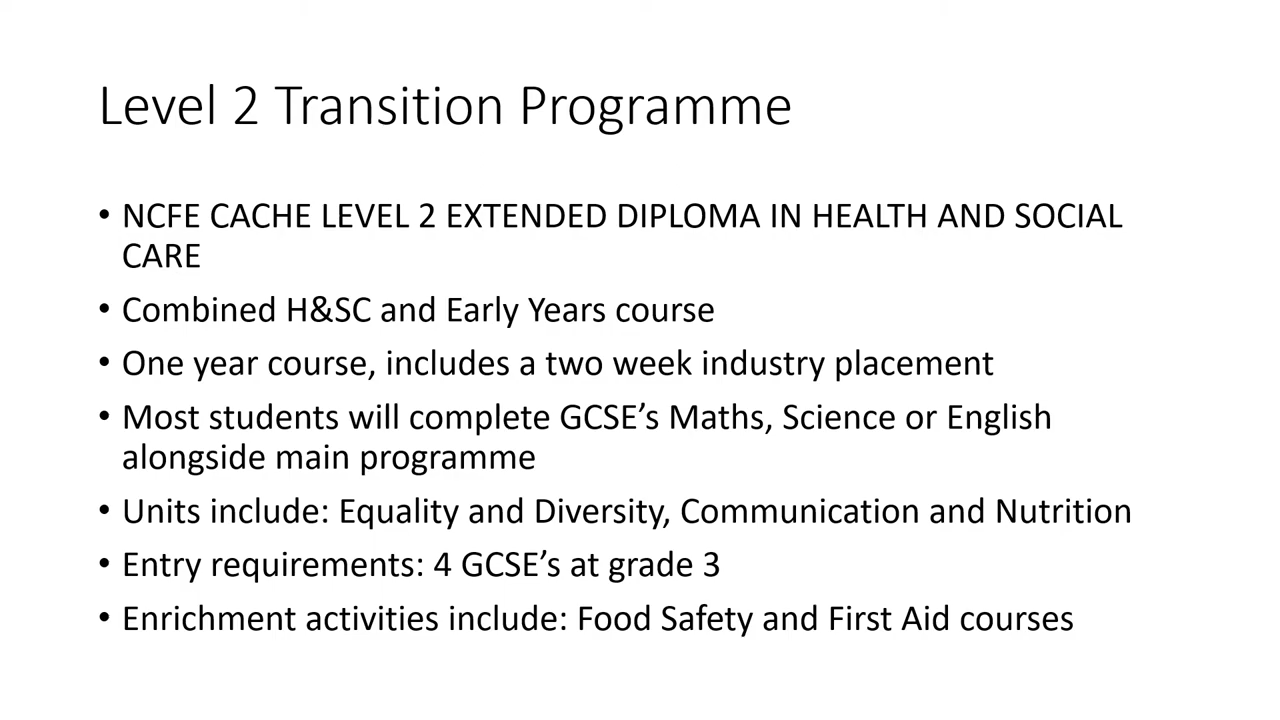 Level 2 Transition Programme
• NCFE CACHE LEVEL 2 EXTENDED DIPLOMA IN HEALTH AND SOCIAL
CARE
• Combined H&SC and Early Years course
• One year course, includes a two week industry placement
• Most students will complete GCSE’s Maths, Science or English
alongside main programme
• Units include: Equality and Diversity, Communication and Nutrition
• Entry requirements: 4 GCSE’s at grade 3
• Enrichment activities include: Food Safety and First Aid courses